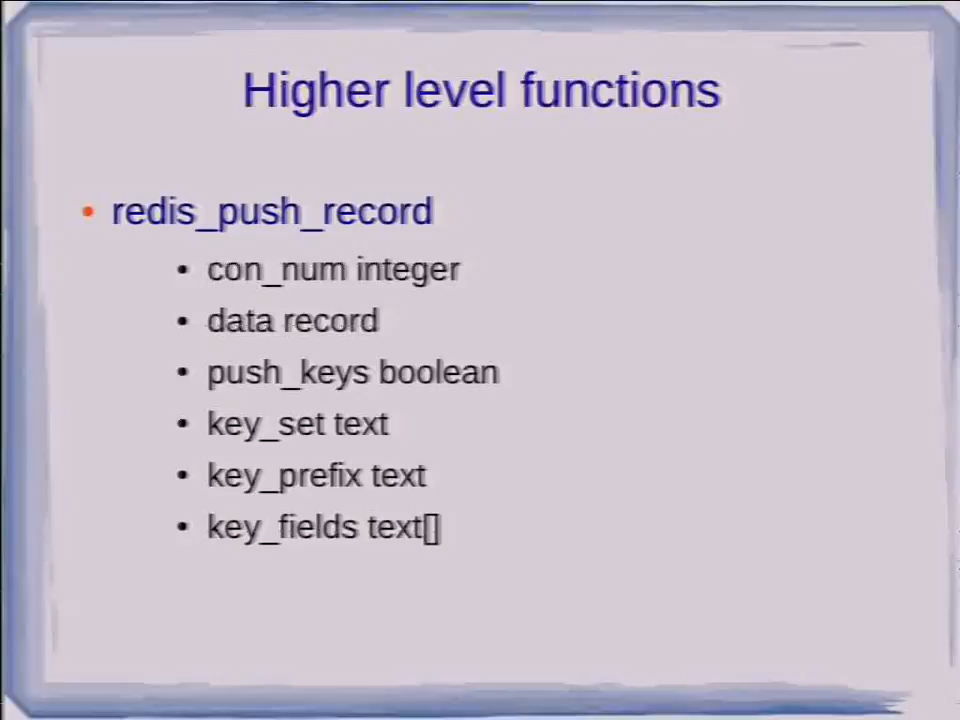 Higher level functions
• redis_push_record
• con_num integer
• data record
• push_keys boolean
• key_set text
• key_prefix text
• key_fields text[]